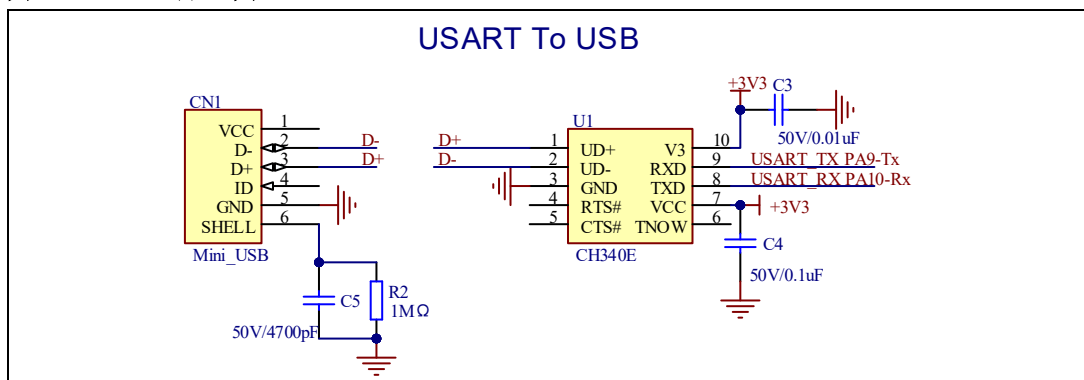 USART To USB
CN1
VCC 1
D- 2 D-
D+ 3 D+
ID 4
GND 5
SHELL 6
Mini_USB
C5
50V/4700pF
R2
1MΩ
U1
D+ 1 UD+
D- 2 UD-
3 GND
4 RTS#
5 CTS#
V3 10
RXD 9 USART_TX PA9-Tx
TXD 8 USART_RX PA10-Rx
VCC 7 +3V3
TNOW 6
CH340E
+3V3
C3
50V/0.01uF
C4
50V/0.1uF